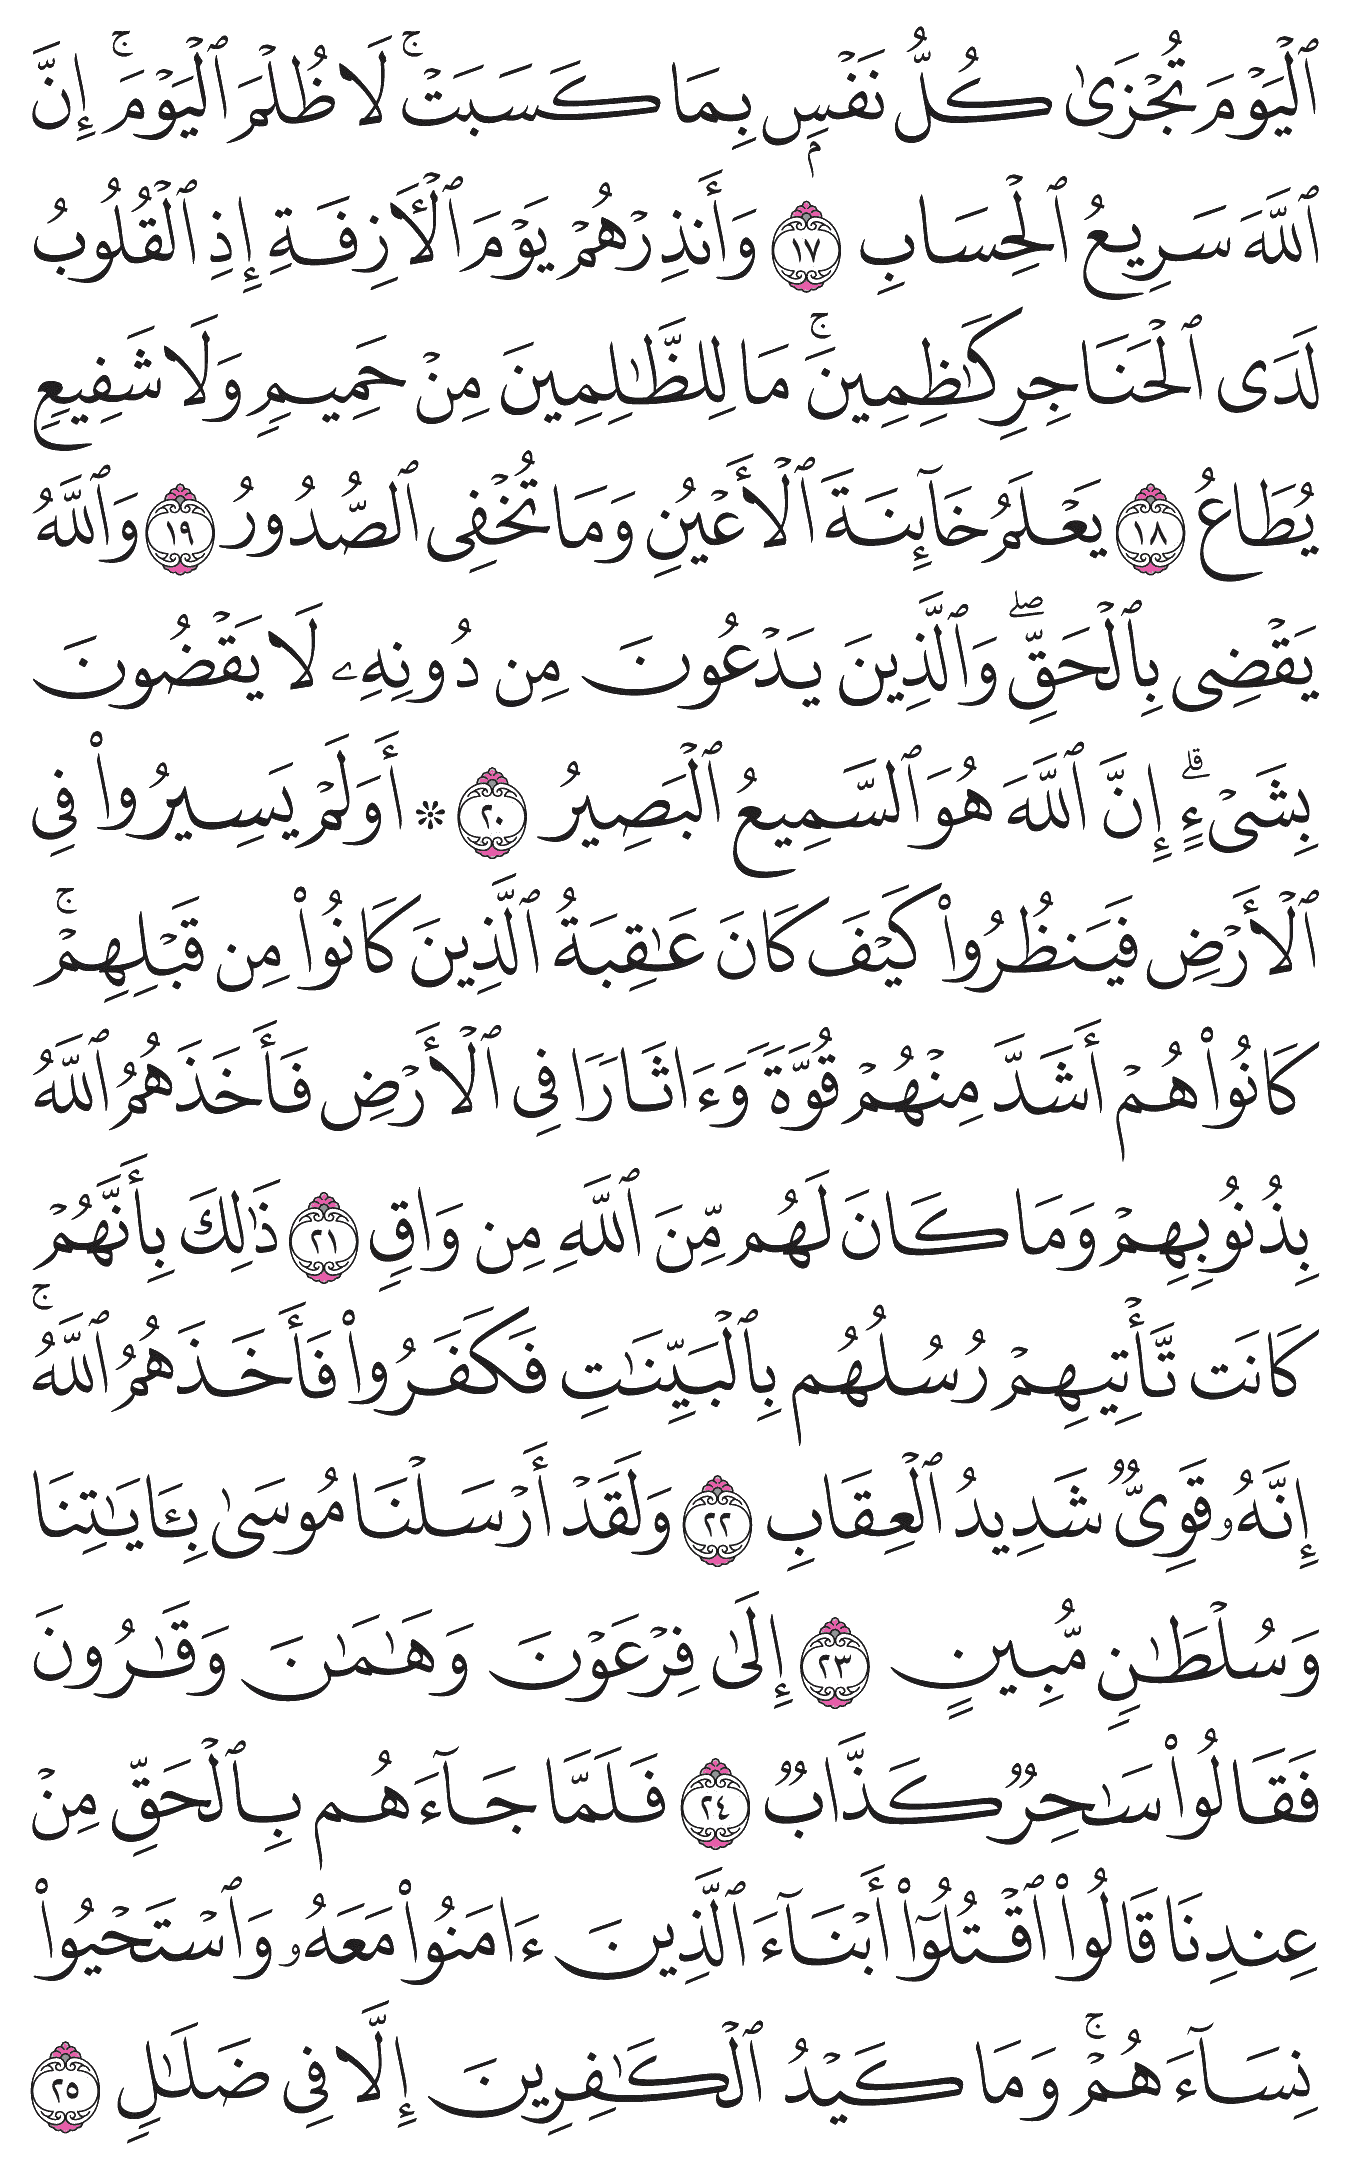 ٱلۡيَوۡمَ تُجۡزَىٰ كُلُّ نَفۡسِۭ بِمَا كَسَبَتۡۚ لَا ظُلۡمَ ٱلۡيَوۡمَۚ إِنَّ
ٱللَّهَ سَرِيعُ ٱلۡحِسَابِ ١٧ وَأَنذِرۡهُمۡ يَوۡمَ ٱلۡأٓزِفَةِ إِذِ ٱلۡقُلُوبُ
لَدَى ٱلۡحَنَاجِرِ كَٰظِمِينَۚ مَا لِلظَّٰلِمِينَ مِنۡ حَمِيمٖ وَلَا شَفِيعٖ
يُطَاعُ ١٨ يَعۡلَمُ خَآئِنَةَ ٱلۡأَعۡيُنِ وَمَا تُخۡفِي ٱلصُّدُورُ ١٩ وَٱللَّهُ
يَقۡضِي بِٱلۡحَقِّۖ وَٱلَّذِينَ يَدۡعُونَ مِن دُونِهِۦ لَا يَقۡضُونَ
بِشَيۡءٍۗ إِنَّ ٱللَّهَ هُوَ ٱلسَّمِيعُ ٱلۡبَصِيرُ ٢٠ ۞ أَوَلَمۡ يَسِيرُواْ فِي
ٱلۡأَرۡضِ فَيَنظُرُواْ كَيۡفَ كَانَ عَٰقِبَةُ ٱلَّذِينَ كَانُواْ مِن قَبۡلِهِمۡۚ
كَانُواْ هُمۡ أَشَدَّ مِنۡهُمۡ قُوَّةٗ وَءَاثَارٗا فِي ٱلۡأَرۡضِ فَأَخَذَهُمُ ٱللَّهُ
بِذُنُوبِهِمۡ وَمَا كَانَ لَهُم مِّنَ ٱللَّهِ مِن وَاقٖ ٢١ ذَٰلِكَ بِأَنَّهُمۡ
كَانَت تَّأۡتِيهِمۡ رُسُلُهُم بِٱلۡبَيِّنَٰتِ فَكَفَرُواْ فَأَخَذَهُمُ ٱللَّهُۚ
إِنَّهُۥ قَوِيّٞ شَدِيدُ ٱلۡعِقَابِ ٢٢ وَلَقَدۡ أَرۡسَلۡنَا مُوسَىٰ بِـَٔايَٰتِنَا
وَسُلۡطَٰنٖ مُّبِينٍ ٢٣ إِلَىٰ فِرۡعَوۡنَ وَهَٰمَٰنَ وَقَٰرُونَ
فَقَالُواْ سَٰحِرٞ كَذَّابٞ ٢٤ فَلَمَّا جَآءَهُم بِٱلۡحَقِّ مِنۡ
عِندِنَا قَالُواْ ٱقۡتُلُوٓاْ أَبۡنَآءَ ٱلَّذِينَ ءَامَنُواْ مَعَهُۥ وَٱسۡتَحۡيُواْ
نِسَآءَهُمۡۚ وَمَا كَيۡدُ ٱلۡكَٰفِرِينَ إِلَّا فِي ضَلَٰلٖ ٢٥